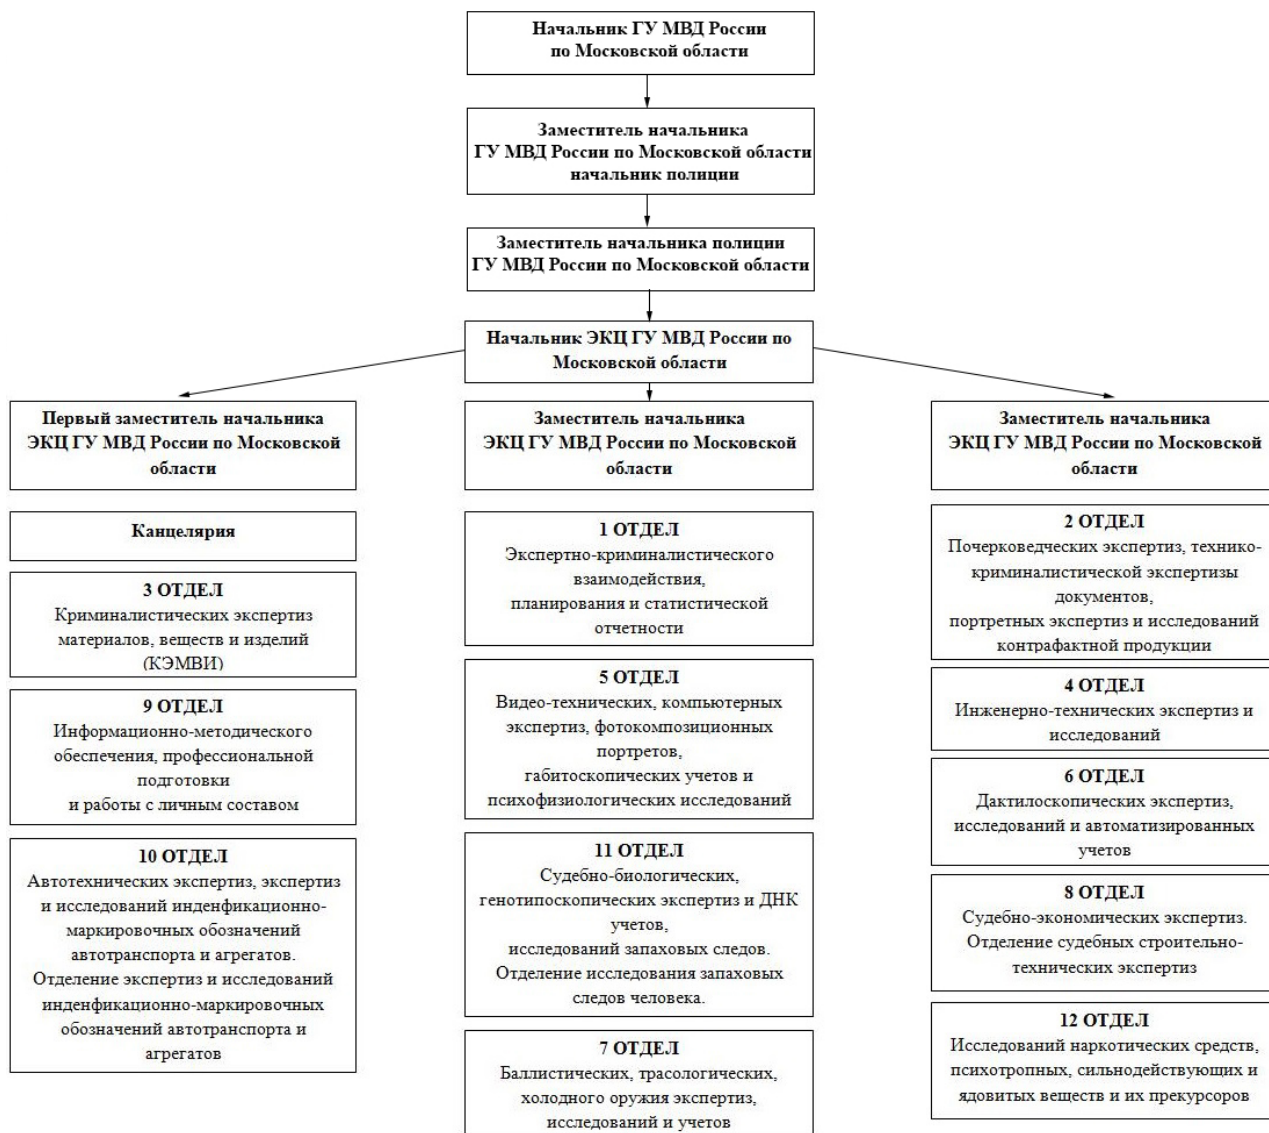 Начальник ГУ МВД России
по Московской области
Заместитель начальника
ГУ МВД России по Московской области
начальник полиции
Заместитель начальника полиции
ГУ МВД России по Московской области
Начальник ЭКЦ ГУ МВД России по
Московской области
Первый заместитель начальника
ЭКЦ ГУ МВД России по Московской
области
Канцелярия
3 ОТДЕЛ
Криминалистических экспертиз
материалов, веществ и изделий
(КЭМВИ)
9 ОТДЕЛ
Информационно-методического
обеспечения, профессиональной
подготовки
и работы с личным составом
10 ОТДЕЛ
Автотехнических экспертиз, экспертиз
и исследований инденфикационно-
маркировочных обозначений
автотранспорта и агрегатов.
Отделение экспертиз и исследований
инденфикационно-маркировочных
обозначений автотранспорта и
агрегатов
Заместитель начальника
ЭКЦ ГУ МВД России по Московской
области
1 ОТДЕЛ
Экспертно-криминалистического
взаимодействия,
планирования и статистической
отчетности
5 ОТДЕЛ
Видео-технических, компьютерных
экспертиз, фотокомпозиционных
портретов,
габитоскопических учетов и
психофизиологических исследований
11 ОТДЕЛ
Судебно-биологических,
генотипоскопических экспертиз и ДНК
учетов,
исследований запаховых следов.
Отделение исследования запаховых
следов человека.
7 ОТДЕЛ
Баллистических, трасологических,
холодного оружия экспертиз,
исследований и учетов
Заместитель начальника
ЭКЦ ГУ МВД России по Московской
области
2 ОТДЕЛ
Почерковедческих экспертиз, технико-
криминалистической экспертизы
документов,
портретных экспертиз и исследований
контрафактной продукции
4 ОТДЕЛ
Инженерно-технических экспертиз и
исследований
6 ОТДЕЛ
Дактилоскопических экспертиз,
исследований и автоматизированных
учетов
8 ОТДЕЛ
Судебно-экономических экспертиз.
Отделение судебных строительно-
технических экспертиз
12 ОТДЕЛ
Исследований наркотических средств,
психотропных, сильнодействующих и
ядовитых веществ и их прекурсоров